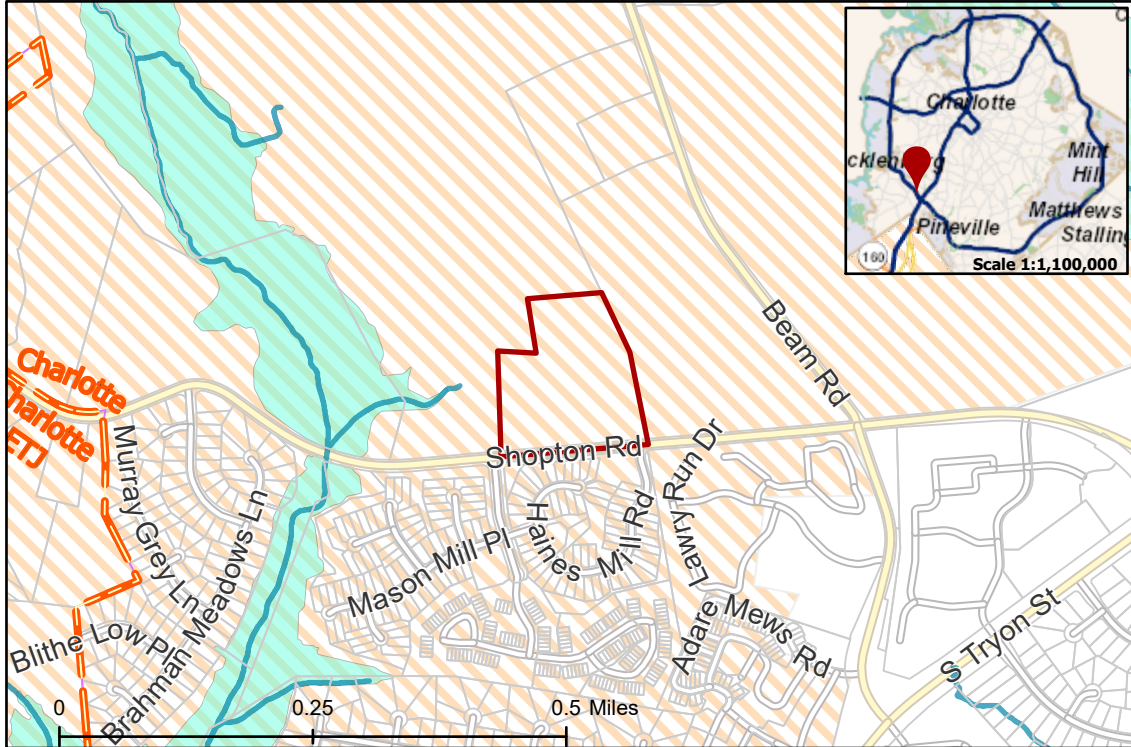 Charlotte
cklenburg
Mint
Hill
Matthews
Stalling
Pineville
160
Scale 1:1,100,000
Beam Rd
Charlotte
Charlotte
ETJ
Shopton Rd
Murray Grey Ln
Brahman Meadows Ln
Blithe Low Pl
Mason Mill Pl
Haines Mill Rd
Lawry Run Dr
Adare Mews Rd
S Tryon St
0
0.25
0.5 Miles